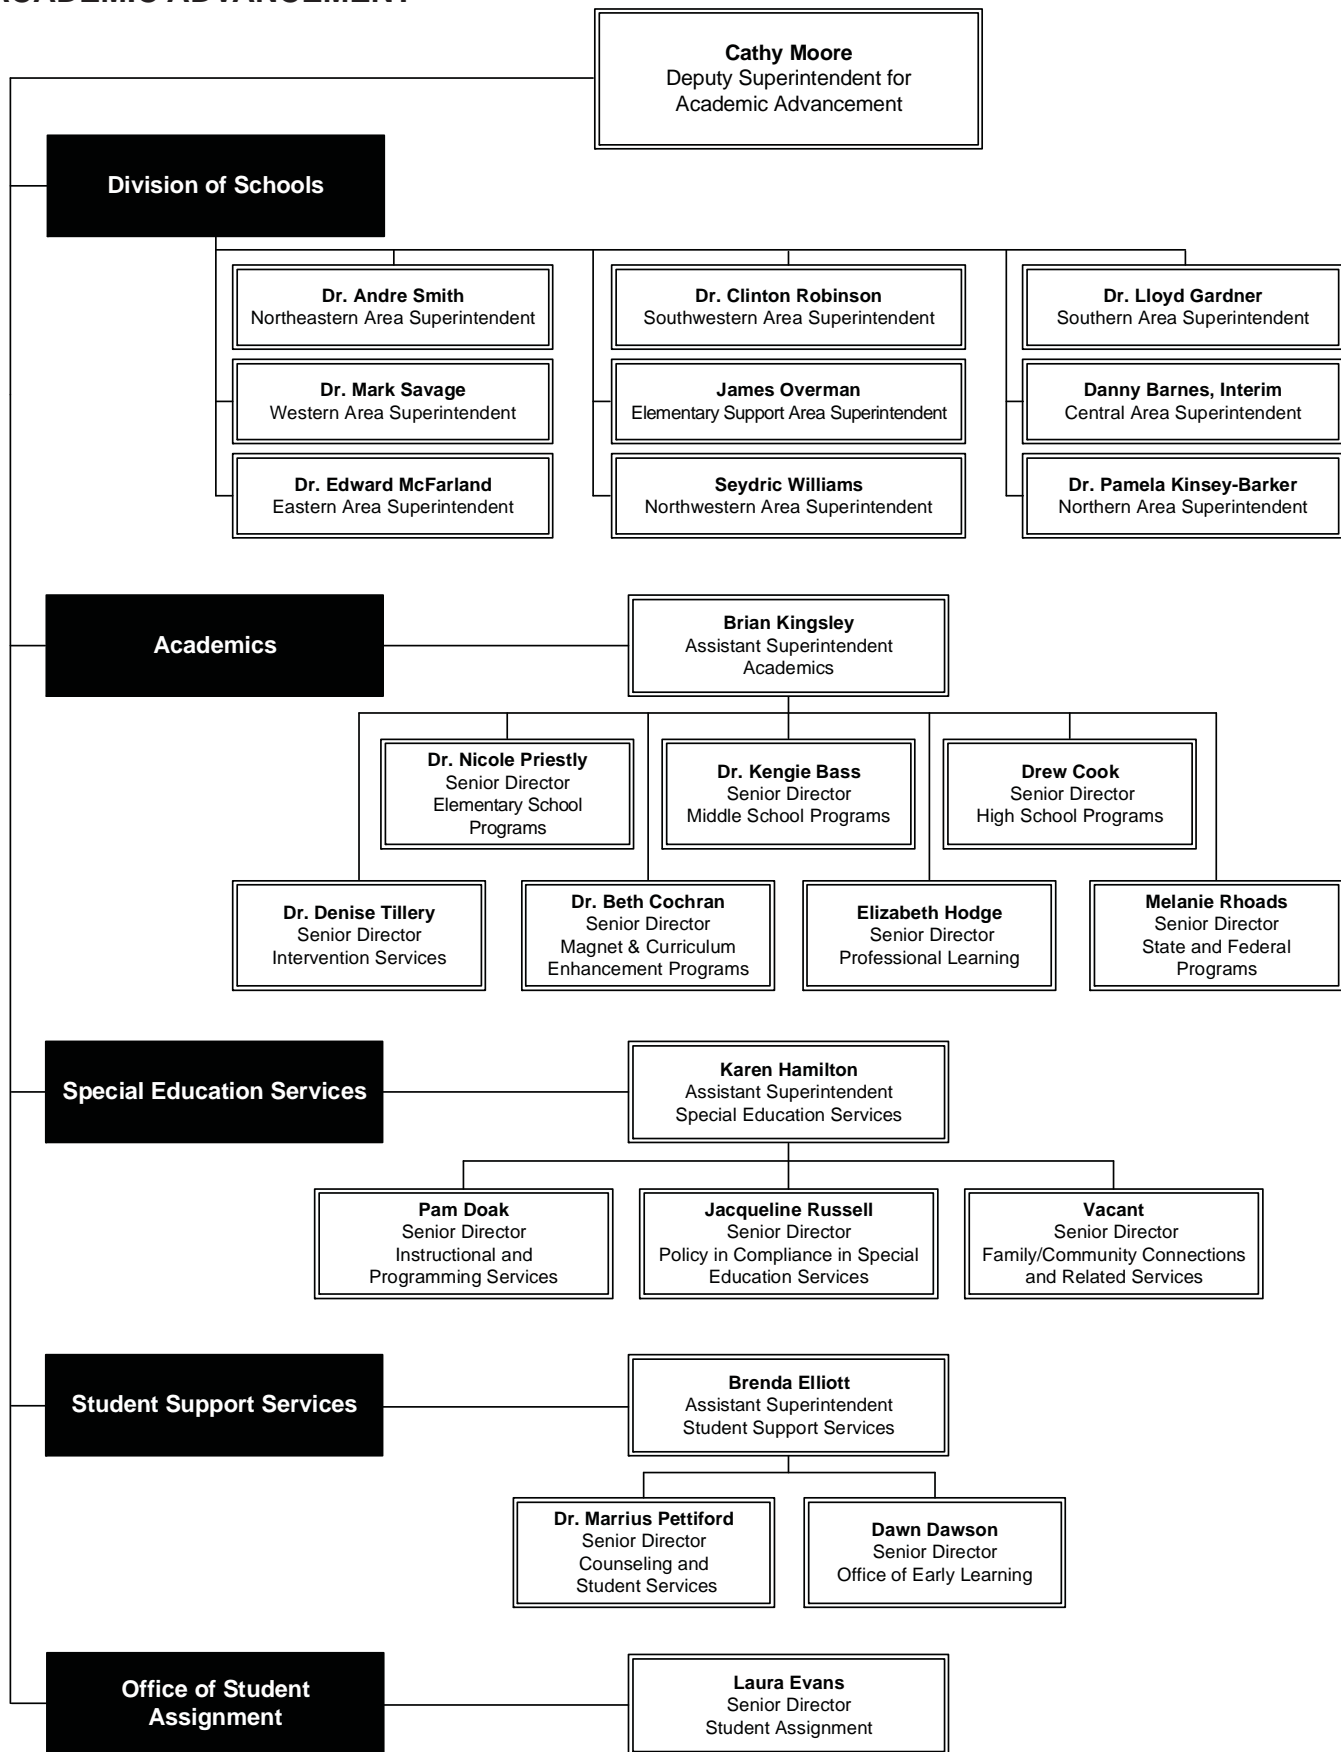 ACADEMIC ADVANCEMENT
Cathy Moore
Deputy Superintendent for
Academic Advancement
Division of Schools
Dr. Andre Smith
Northeastern Area Superintendent
Dr. Clinton Robinson
Southwestern Area Superintendent
Dr. Lloyd Gardner
Southern Area Superintendent
Dr. Mark Savage
Western Area Superintendent
James Overman
Elementary Support Area Superintendent
Danny Barnes, Interim
Central Area Superintendent
Dr. Edward McFarland
Eastern Area Superintendent
Seydric Williams
Northwestern Area Superintendent
Dr. Pamela Kinsey-Barker
Northern Area Superintendent
Academics
Brian Kingsley
Assistant Superintendent
Academics
Dr. Nicole Priestly
Senior Director
Elementary School
Programs
Dr. Kengie Bass
Senior Director
Middle School Programs
Drew Cook
Senior Director
High School Programs
Dr. Denise Tillery
Senior Director
Intervention Services
Dr. Beth Cochran
Senior Director
Magnet & Curriculum
Enhancement Programs
Elizabeth Hodge
Senior Director
Professional Learning
Melanie Rhoads
Senior Director
State and Federal
Programs
Special Education Services
Karen Hamilton
Assistant Superintendent
Special Education Services
Pam Doak
Senior Director
Instructional and
Programming Services
Jacqueline Russell
Senior Director
Policy in Compliance in Special
Education Services
Vacant
Senior Director
Family/Community Connections
and Related Services
Student Support Services
Brenda Elliott
Assistant Superintendent
Student Support Services
Dr. Marrius Pettiford
Senior Director
Counseling and
Student Services
Dawn Dawson
Senior Director
Office of Early Learning
Office of Student
Assignment
Laura Evans
Senior Director
Student Assignment